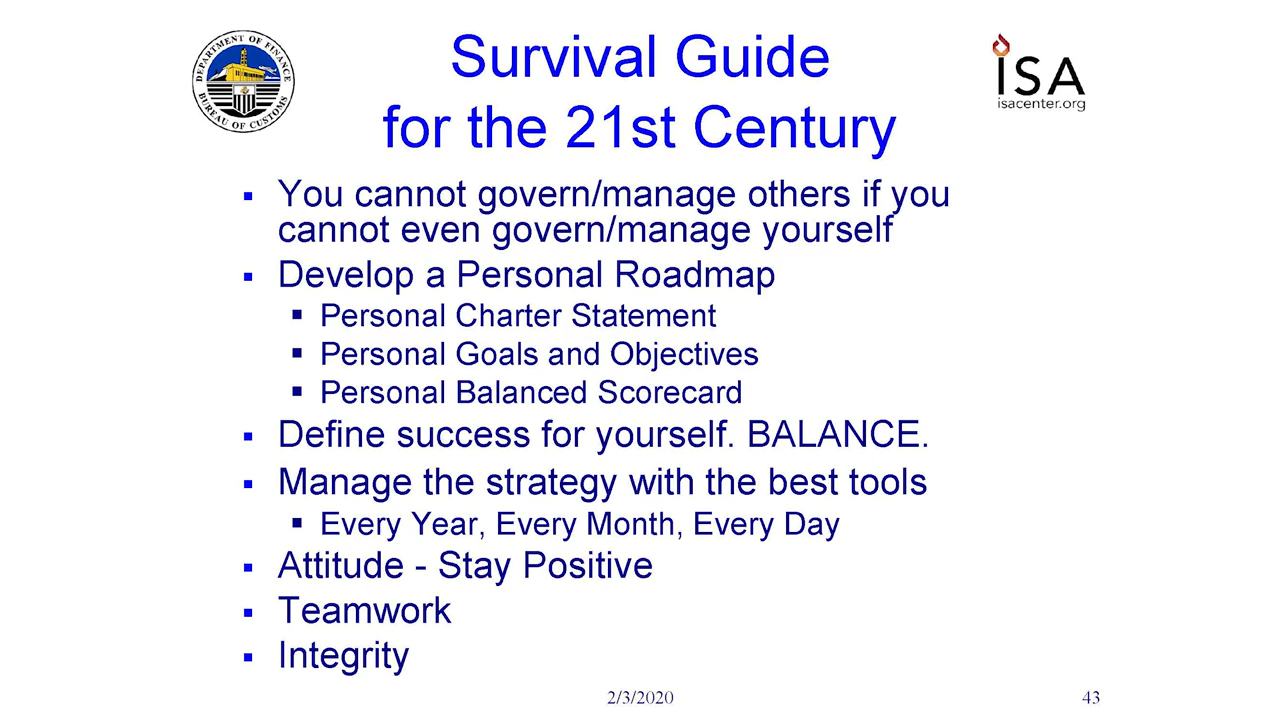 DEPARTMENT OF FINANCE
BUREAU OF CUSTOMS
Survival Guide
for the 21st Century
iSA
isacenter.org
▪ You cannot govern/manage others if you
cannot even govern/manage yourself
▪ Develop a Personal Roadmap
▪ Personal Charter Statement
▪ Personal Goals and Objectives
▪ Personal Balanced Scorecard
▪ Define success for yourself. BALANCE.
▪ Manage the strategy with the best tools
▪ Every Year, Every Month, Every Day
▪ Attitude - Stay Positive
▪ Teamwork
▪ Integrity
2/3/2020
43